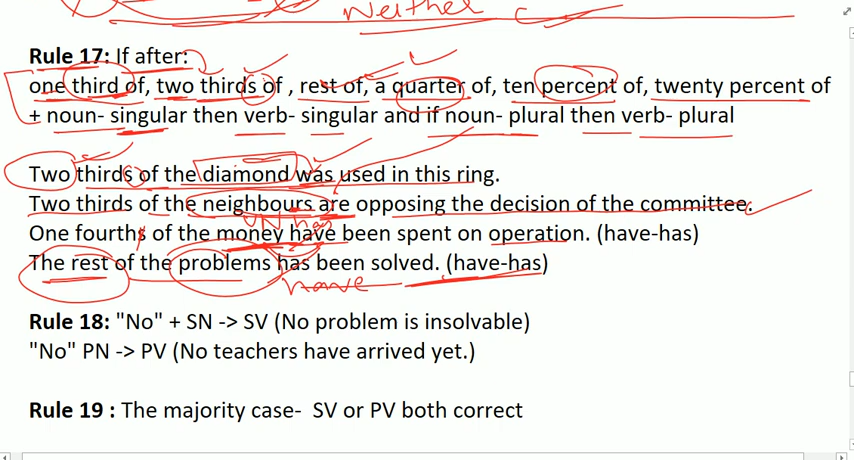 Neither
Rule 17: If after:
one third of, two thirds of , rest of, a quarter of, ten percent of, twenty percent of
+ noun- singular then verb- singular and if noun- plural then verb- plural
Two thirds of the diamond was used in this ring.
Two thirds of the neighbours are opposing the decision of the committee.
UN has
One fourths of the money have been spent on operation. (have-has)
The rest of the problems has been solved. (have-has)
have
Rule 18: "No" + SN -> SV (No problem is insolvable)
"No" PN -> PV (No teachers have arrived yet.)
Rule 19 : The majority case- SV or PV both correct